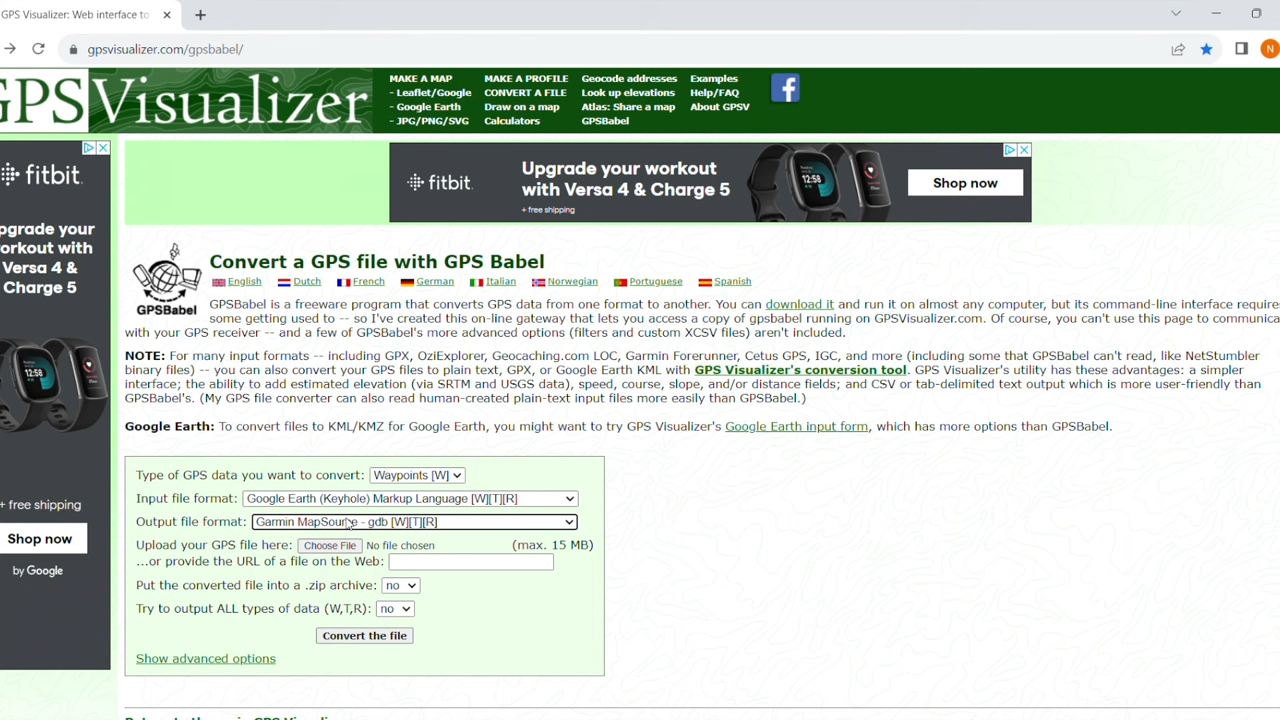 GPS Visualizer: Web interface to
gpsvisualizer.com/gpsbabel/
N
GPS Visualizer
MAKE A MAP
- Leaflet/Google
- Google Earth
- JPG/PNG/SVG
MAKE A PROFILE
CONVERT A FILE
Draw on a map
Calculators
Geocode addresses
Look up elevations
Atlas: Share a map
GPSBabel
Examples
Help/FAQ
About GPSV
fitbit
pgrade your
orkout with
Versa 4 &
Charge 5
+ free shipping
Shop now
by Google
fitbit
Upgrade your workout
with Versa 4 & Charge 5
+ free shipping
Shop now
12:58
GPSBabel
Convert a GPS file with GPS Babel
English Dutch French German Italian Norwegian Portuguese Spanish
GPSBabel is a freeware program that converts GPS data from one format to another. You can download it and run it on almost any computer, but its command-line interface require
some getting used to -- so I've created this on-line gateway that lets you access a copy of gpsbabel running on GPSVisualizer.com. Of course, you can't use this page to communica
with your GPS receiver -- and a few of GPSBabel's more advanced options (filters and custom XCSV files) aren't included.
NOTE: For many input formats -- including GPX, OziExplorer, Geocaching.com LOC, Garmin Forerunner, Cetus GPS, IGC, and more (including some that GPSBabel can't read, like NetStumbler
binary files) -- you can also convert your GPS files to plain text, GPX, or Google Earth KML with GPS Visualizer's conversion tool. GPS Visualizer's utility has these advantages: a simpler
interface; the ability to add estimated elevation (via SRTM and USGS data), speed, course, slope, and/or distance fields; and CSV or tab-delimited text output which is more user-friendly than
GPSBabel's. (My GPS file converter can also read human-created plain-text input files more easily than GPSBabel.)
Google Earth: To convert files to KML/KMZ for Google Earth, you might want to try GPS Visualizer's Google Earth input form, which has more options than GPSBabel.
Type of GPS data you want to convert: Waypoints [W]
Input file format: Google Earth (Keyhole) Markup Language [W][T][R]
Output file format: Garmin MapSource - gdb [W][T][R]
Upload your GPS file here: Choose File No file chosen (max. 15 MB)
...or provide the URL of a file on the Web:
Put the converted file into a .zip archive: no
Try to output ALL types of data (W,T,R): no
Convert the file
Show advanced options